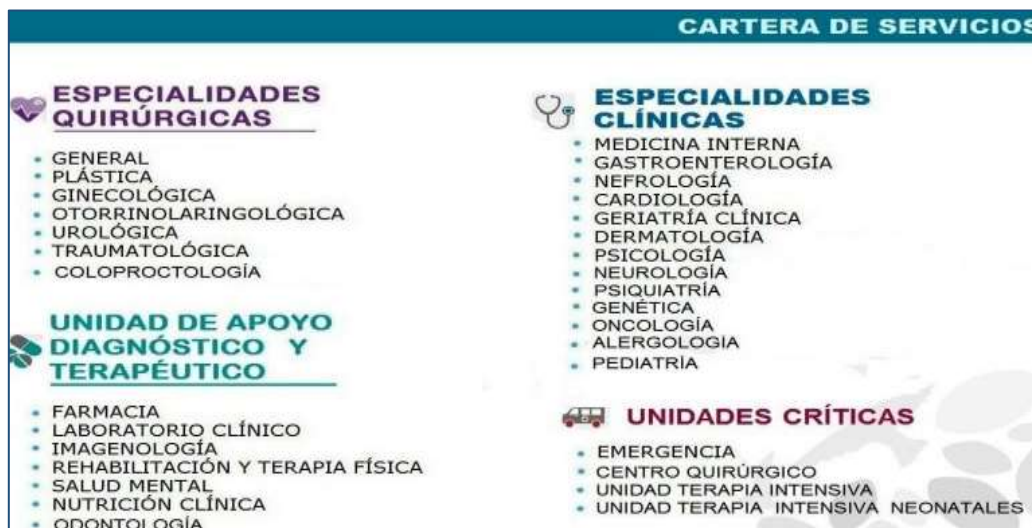 CARTERA DE SERVICIOS
ESPECIALIDADES
QUIRÚRGICAS
GENERAL
PLÁSTICA
GINECOLÓGICA
OTORRINOLARINGOLÓGICA
UROLÓGICA
TRAUMATOLÓGICA
COLOPROCTOLOGÍA
UNIDAD DE APOYO
DIAGNÓSTICO Y
TERAPÉUTICO
FARMACIA
LABORATORIO CLÍNICO
IMAGENOLOGÍA
REHABILITACIÓN Y TERAPIA FÍSICA
SALUD MENTAL
NUTRICIÓN CLÍNICA
ODONTOLOGÍA
ESPECIALIDADES
CLÍNICAS
MEDICINA INTERNA
GASTROENTEROLOGÍA
NEFROLOGÍA
CARDIOLOGÍA
GERIATRÍA CLÍNICA
DERMATOLOGÍA
PSICOLOGÍA
NEUROLOGÍA
PSIQUIATRÍA
GENÉTICA
ONCOLOGÍA
ALERGOLOGIA
PEDIATRÍA
UNIDADES CRÍTICAS
EMERGENCIA
CENTRO QUIRÚRGICO
UNIDAD TERAPIA INTENSIVA
UNIDAD TERAPIA INTENSIVA NEONATALES